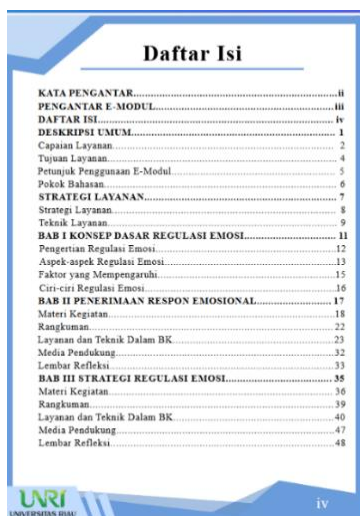 Daftar Isi
KATA PENGANTAR....................................................ii
PENGANTAR E-MODUL.............................................iii
DAFTAR ISI............................................................... iv
DESKRIPSI UMUM..................................................... 1
Capaian Layanan......................................................... 2
Tujuan Layanan........................................................... 4
Petunjuk Penggunaan E-Modul.................................... 5
Pokok Bahasan............................................................ 6
STRATEGI LAYANAN................................................ 7
Strategi Layanan......................................................... 8
Teknik Layanan........................................................... 9
BAB I KONSEP DASAR REGULASI EMOSI................ 11
Pengertian Regulasi Emosi..........................................12
Aspek-aspek Regulasi Emosi.......................................13
Faktor yang Mempengaruhi.........................................15
Ciri-ciri Regulasi Emosi..............................................16
BAB II PENERIMAAN RESPON EMOSIONAL.............. 17
Materi Kegiatan...........................................................18
Rangkuman..................................................................22
Layanan dan Teknik Dalam BK....................................23
Media Pendukung........................................................32
Lembar Refleksi..........................................................33
BAB III STRATEGI REGULASI EMOSI.......................35
Materi Kegiatan...........................................................36
Rangkuman..................................................................39
Layanan dan Teknik Dalam BK....................................40
Media Pendukung........................................................47
Lembar Refleksi..........................................................48
UNRI
UNIVERSITAS RIAU
iv